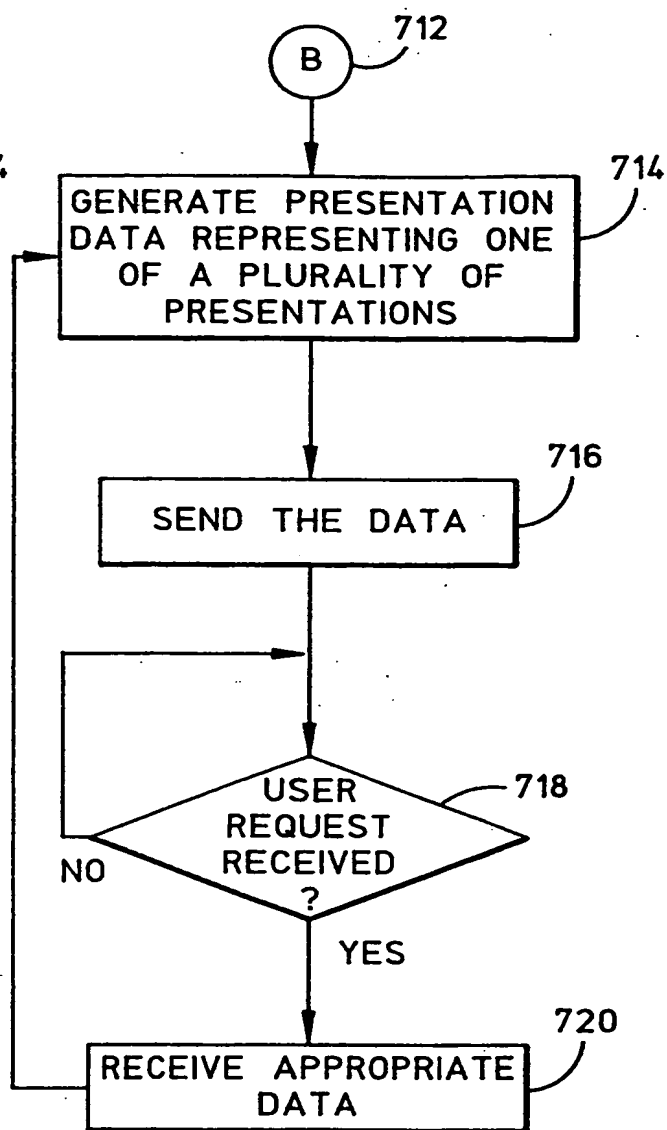 712
B
4
714
GENERATE PRESENTATION
DATA REPRESENTING ONE
OF A PLURALITY OF
PRESENTATIONS
716
SEND THE DATA
718
USER
REQUEST
RECEIVED
?
NO
YES
720
RECEIVE APPROPRIATE
DATA